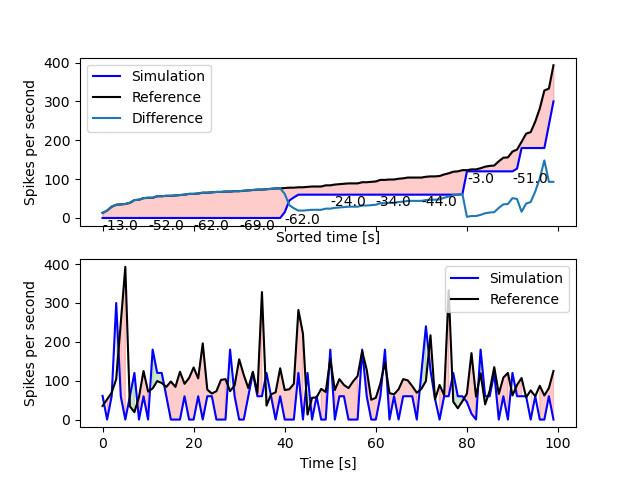 400
300
200
100
0
Spikes per second
Simulation
Reference
Difference
-13.0 -52.0 -62.0 -69.0 -62.0 -24.0 -34.0 -44.0 -3.0 -51.0
Sorted time [s]
400
300
200
100
0
Spikes per second
Simulation
Reference
0 20 40 60 80 100
Time [s]